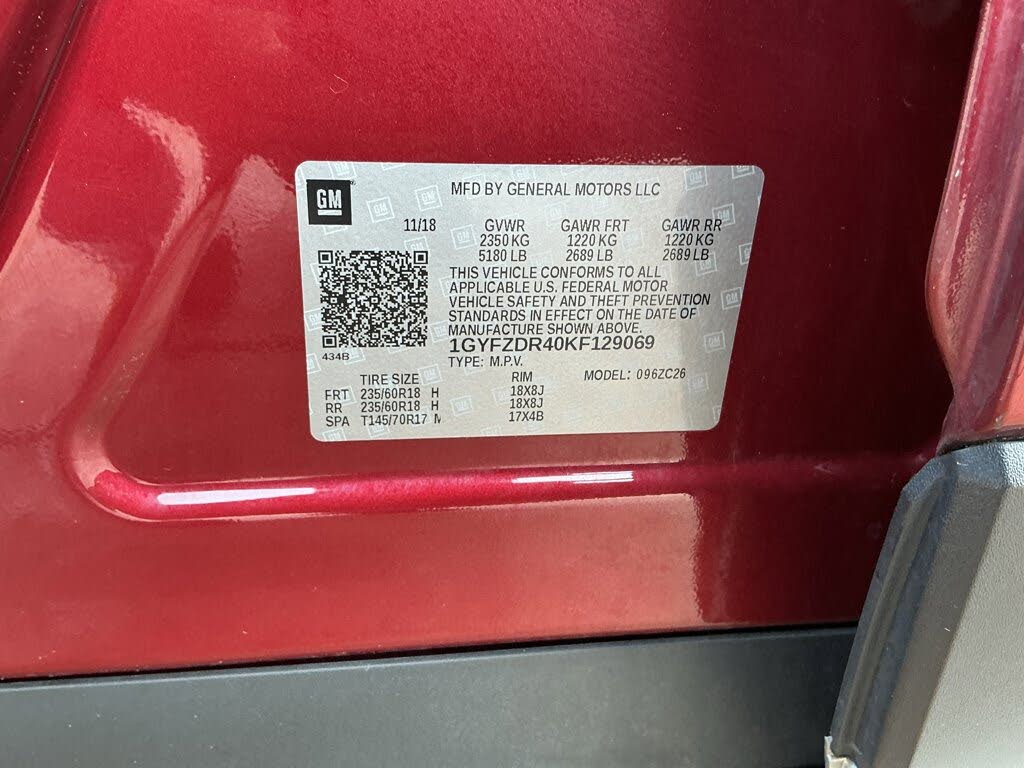 GM
MFD BY GENERAL MOTORS LLC
11/18 GVWR GAWR FRT GAWR RR
2350 KG 1220 KG 1220 KG
5180 LB 2689 LB 2689 LB
THIS VEHICLE CONFORMS TO ALL
APPLICABLE U.S. FEDERAL MOTOR
VEHICLE SAFETY AND THEFT PREVENTION
STANDARDS IN EFFECT ON THE DATE OF
MANUFACTURE SHOWN ABOVE.
434B
1GYFZDR40KF129069
TYPE: M.P.V.
TIRE SIZE RIM MODEL: 096ZC26
FRT 235/60R18 H 18X8J
RR 235/60R18 H 18X8J
SPA T145/70R17 M 17X4B